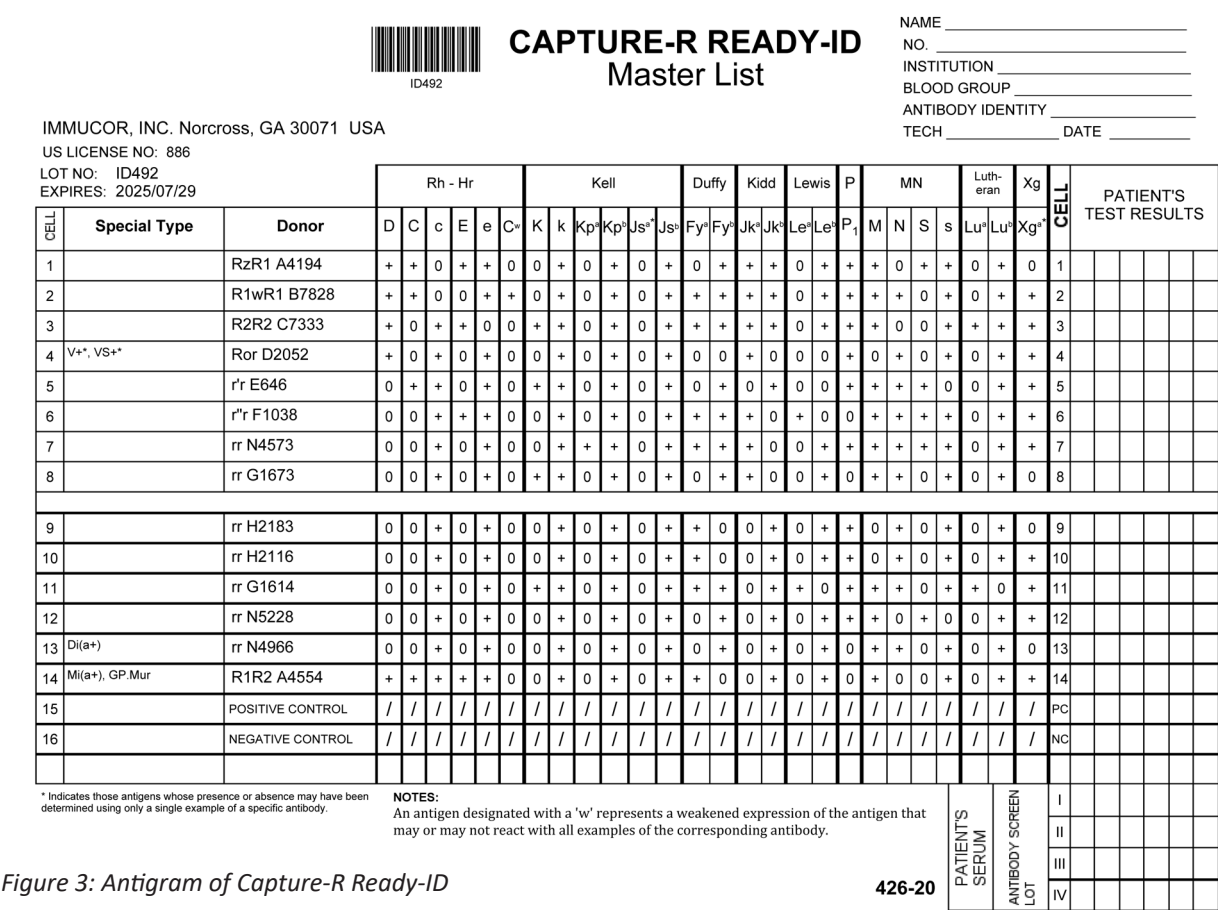 ID492
CAPTURE-R READY-ID
Master List
NAME
NO.
INSTITUTION
BLOOD GROUP
ANTIBODY IDENTITY
TECH DATE
IMMUCOR, INC. Norcross, GA 30071 USA
US LICENSE NO: 886
LOT NO: ID492
EXPIRES: 2025/07/29
Rh - Hr Kell Duffy Kidd Lewis P MN Luth-eran Xg CELL PATIENT'S TEST RESULTS
CELL Special Type Donor D C c E e Cʷ K k Kpᵃ Kpᵇ Jsᵃ* Jsᵇ Fyᵃ Fyᵇ Jkᵃ Jkᵇ Leᵃ Leᵇ P₁ M N S s Luᵃ Luᵇ Xgᵃ*
1 RzR1 A4194 + + 0 + + 0 0 + 0 + 0 + 0 + + + 0 + + + 0 + + 0 + 0 1
2 R1wR1 B7828 + + 0 0 + + 0 + 0 + 0 + + + + + 0 + + + + 0 + 0 + + 2
3 R2R2 C7333 + 0 + + 0 0 + + 0 + 0 + + + + + 0 + + + 0 0 + + + + 3
4 V+*, VS+* Ror D2052 + 0 + 0 + 0 0 + 0 + 0 + 0 0 + 0 0 0 + 0 + 0 + 0 + + 4
5 r'r E646 0 + + 0 + 0 + + 0 + 0 + 0 + 0 + 0 0 + + + + 0 0 + + 5
6 r"r F1038 0 0 + + + 0 0 + 0 + 0 + + + + 0 + 0 0 + + + + 0 + + 6
7 rr N4573 0 0 + 0 + 0 + + + + 0 + + + + 0 0 + + + + + + 0 + + 7
8 rr G1673 0 0 + 0 + 0 + + 0 + 0 + 0 + + 0 0 + 0 + + 0 + 0 + 0 8
9 rr H2183 0 0 + 0 + 0 0 + 0 + 0 + + 0 0 + 0 + + 0 + 0 + 0 + 0 9
10 rr H2116 0 0 + 0 + 0 0 + 0 + 0 + + 0 0 + 0 + + 0 + 0 + 0 + + 10
11 rr G1614 0 0 + 0 + 0 0 + 0 + 0 + + + 0 + + 0 + + + 0 + + 0 + 11
12 rr N5228 0 0 + 0 + 0 0 + 0 + 0 + 0 + 0 + 0 + + + 0 + 0 0 + + 12
13 Di(a+) rr N4966 0 0 + 0 + 0 0 + 0 + 0 + 0 + 0 + 0 + 0 + + 0 + 0 + 0 13
14 Mi(a+), GP.Mur R1R2 A4554 + + + + + 0 0 + 0 + 0 + + 0 0 + 0 + 0 + 0 0 + 0 + + 14
15 POSITIVE CONTROL / / / / / / / / / / / / / / / / / / / / / / / / / / PC
16 NEGATIVE CONTROL / / / / / / / / / / / / / / / / / / / / / / / / / / NC
* Indicates those antigens whose presence or absence may have been
determined using only a single example of a specific antibody.
NOTES:
An antigen designated with a 'w' represents a weakened expression of the antigen that
may or may not react with all examples of the corresponding antibody.
PATIENT'S SERUM
ANTIBODY SCREEN LOT
I
II
III
IV
426-20
Figure 3: Antigram of Capture-R Ready-ID